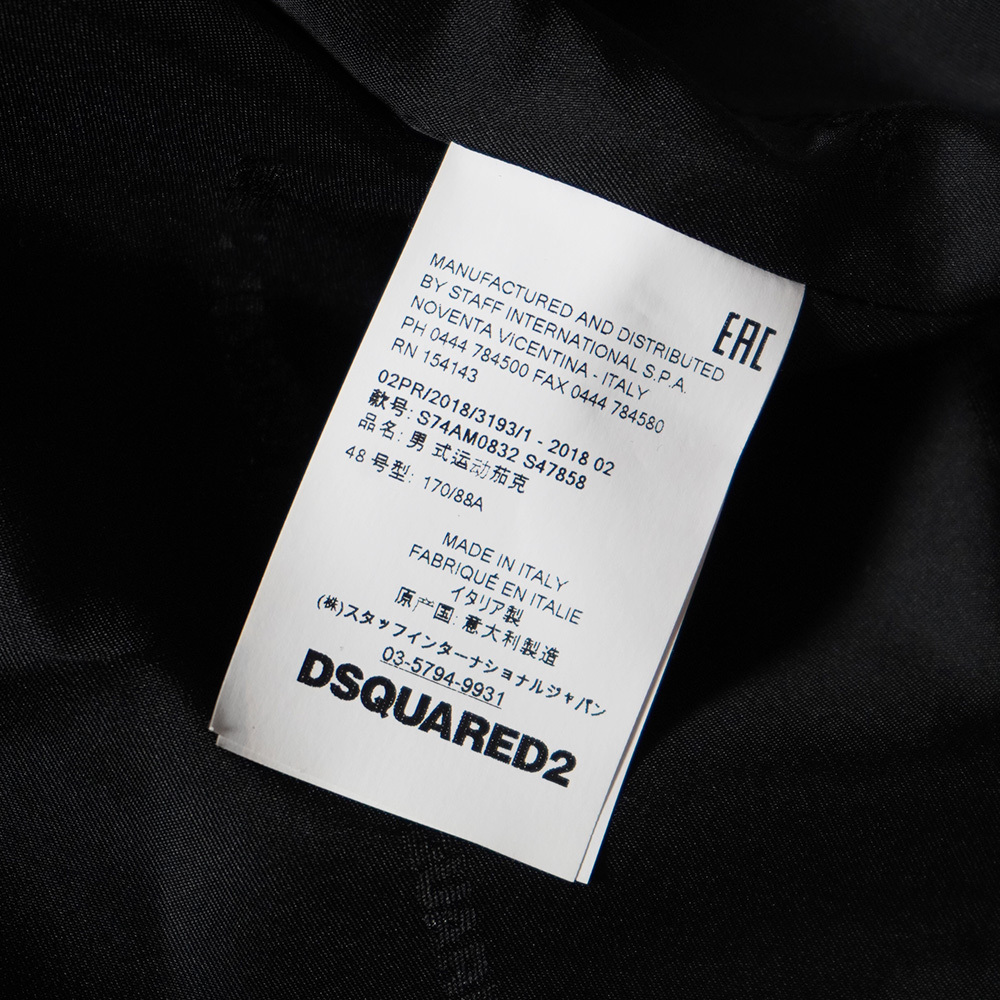 MANUFACTURED AND DISTRIBUTED
BY STAFF INTERNATIONAL S.P.A.
NOVENTA VICENTINA - ITALY
PH 0444 784500 FAX 0444 784580
RN 154143
EAC
02PR/2018/3193/1 - 2018 02
款号: S74AM0832 S47858
品名: 男 式运动茄克
48 号型: 170/88A
MADE IN ITALY
FABRIQUÉ EN ITALIE
イタリア製
原产国: 意大利製造
(株)スタッフインターナショナルジャパン
03-5794-9931
DSQUARED2